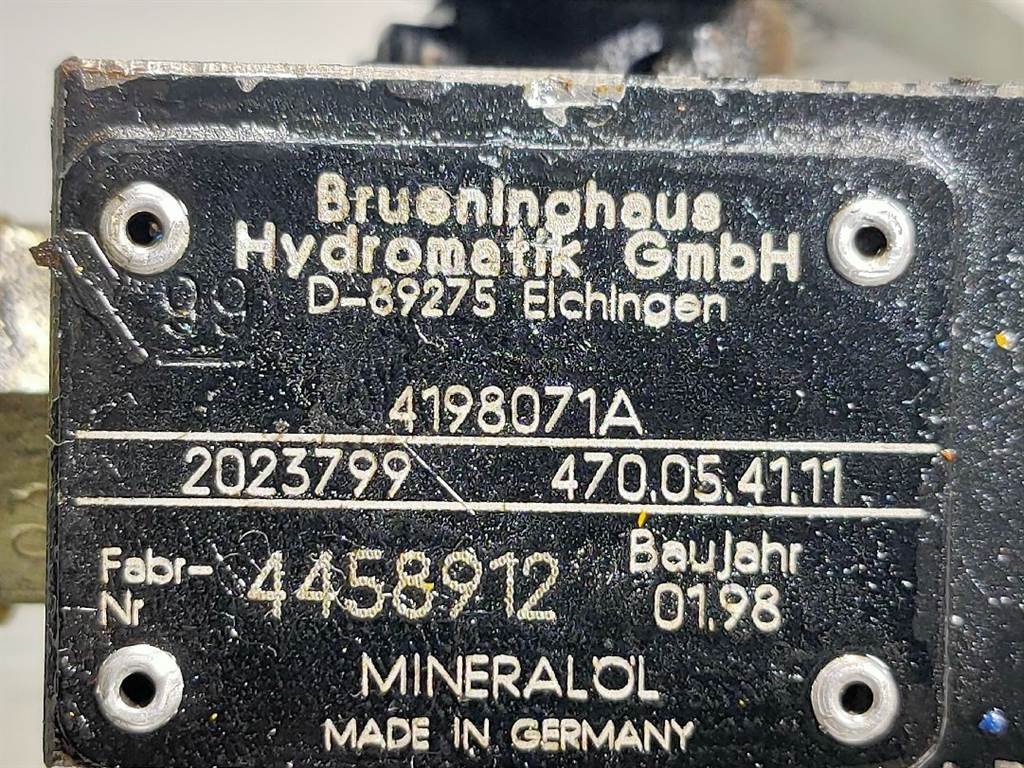 Brueninghaus
Hydromatik GmbH
D-89275 Elchingen
99
4198071A
2023799 470.05.41.11
Fabr-Nr 4458912 Baujahr 01.98
MINERALÖL
MADE IN GERMANY